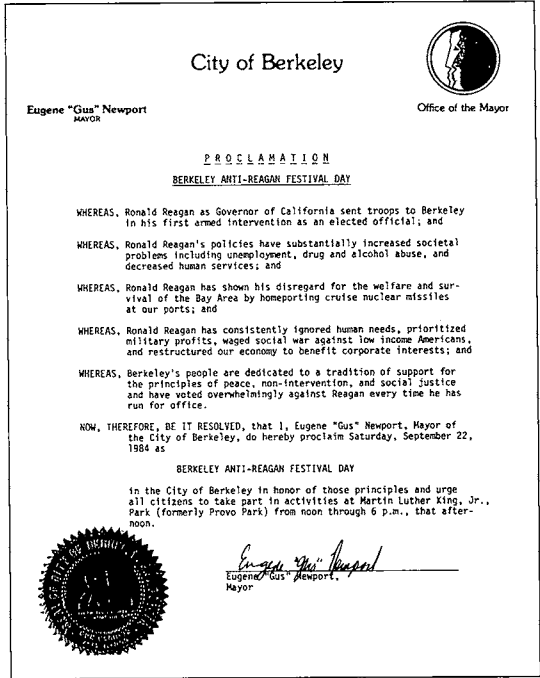 City of Berkeley
Eugene "Gus" Newport
MAYOR
Office of the Mayor
PROCLAMATION
BERKELEY ANTI-REAGAN FESTIVAL DAY
WHEREAS, Ronald Reagan as Governor of California sent troops to Berkeley
in his first armed intervention as an elected official; and
WHEREAS, Ronald Reagan's policies have substantially increased societal
problems including unemployment, drug and alcohol abuse, and
decreased human services; and
WHEREAS, Ronald Reagan has shown his disregard for the welfare and sur-
vival of the Bay Area by homeporting cruise nuclear missiles
at our ports; and
WHEREAS, Ronald Reagan has consistently ignored human needs, prioritized
military profits, waged social war against low income Americans,
and restructured our economy to benefit corporate interests; and
WHEREAS, Berkeley's people are dedicated to a tradition of support for
the principles of peace, non-intervention, and social justice
and have voted overwhelmingly against Reagan every time he has
run for office.
NOW, THEREFORE, BE IT RESOLVED, that I, Eugene "Gus" Newport, Mayor of
the City of Berkeley, do hereby proclaim Saturday, September 22,
1984 as
BERKELEY ANTI-REAGAN FESTIVAL DAY
in the City of Berkeley in honor of those principles and urge
all citizens to take part in activities at Martin Luther King, Jr.,
Park (formerly Provo Park) from noon through 6 p.m., that after-
noon.
Eugene "Gus" Newport
Eugene "Gus" Newport,
Mayor